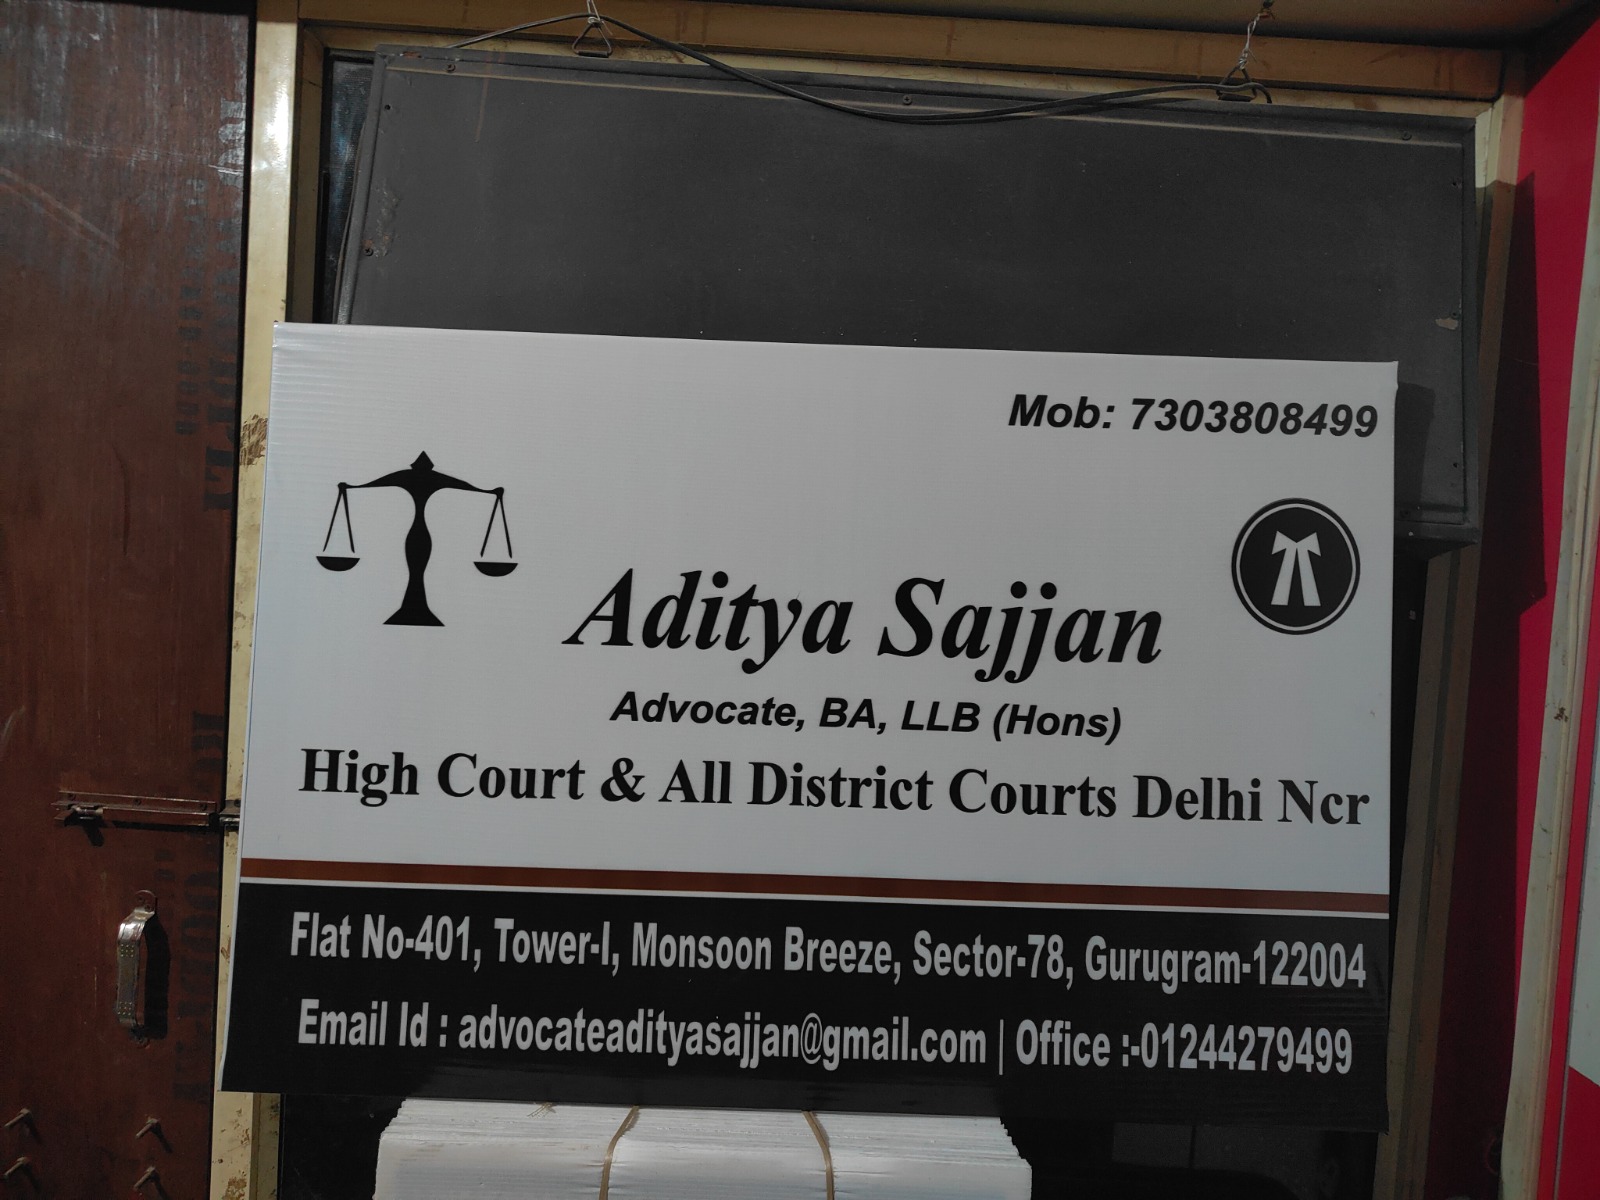 Mob: 7303808499
Aditya Sajjan
Advocate, BA, LLB (Hons)
High Court & All District Courts Delhi Ncr
Flat No-401, Tower-I, Monsoon Breeze, Sector-78, Gurugram-122004
Email Id : advocateadityasajjan@gmail.com | Office :-01244279499